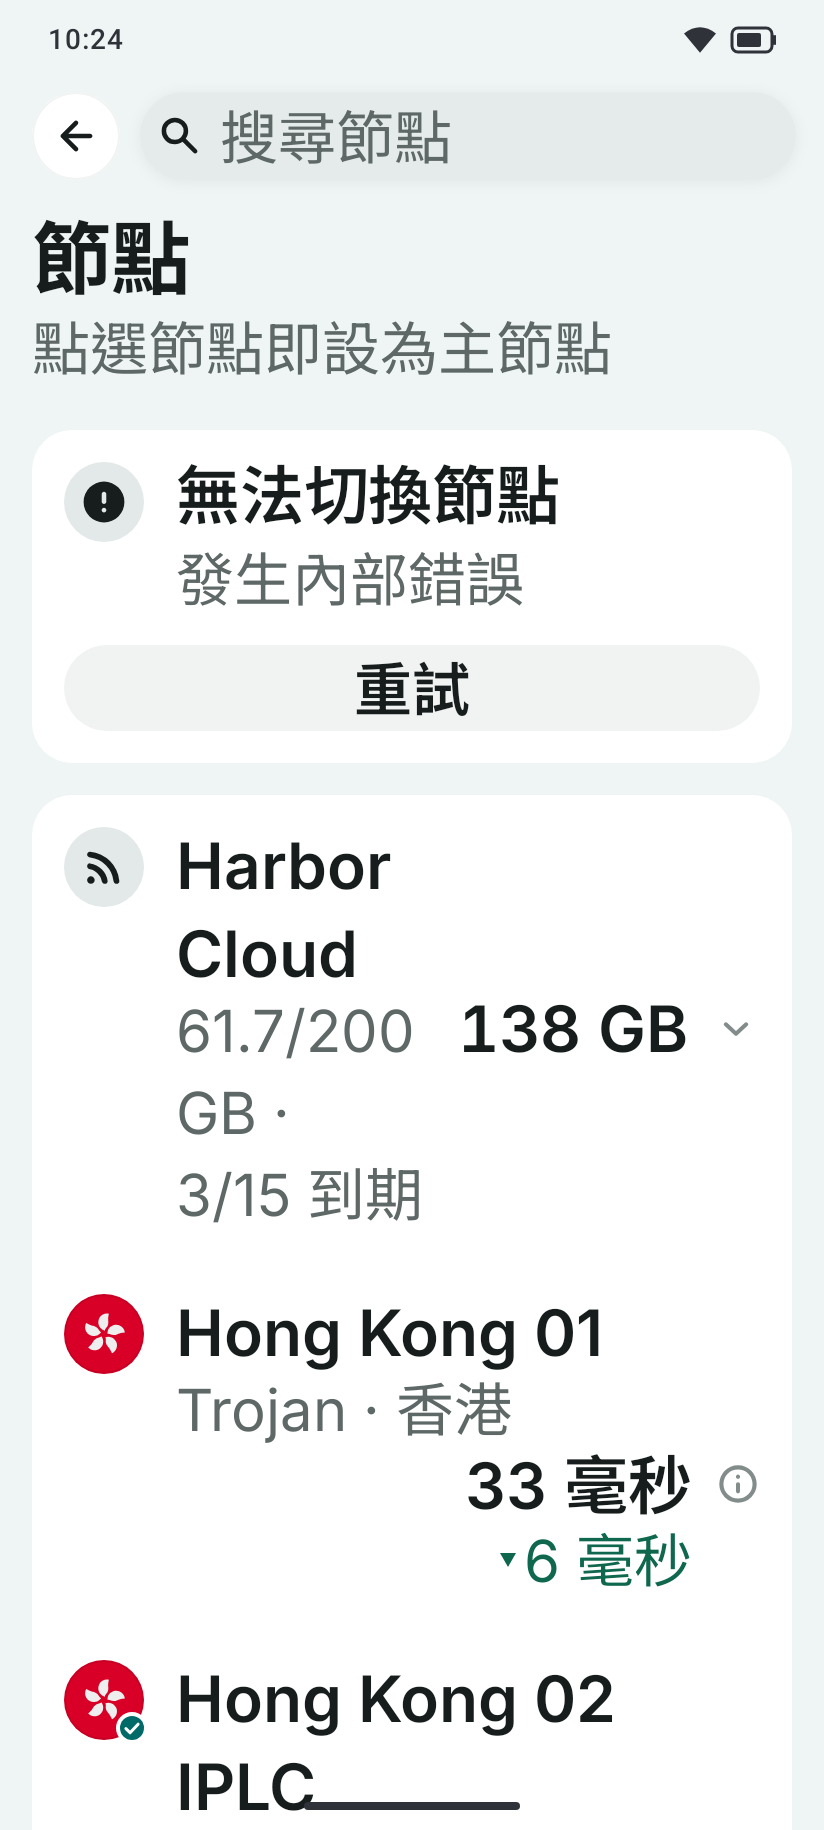 10:24
搜尋節點
節點
點選節點即設為主節點
無法切換節點
發生內部錯誤
重試
Harbor
Cloud
61.7/200
GB ·
3/15 到期
138 GB
Hong Kong 01
Trojan · 香港
33 毫秒
▼6 毫秒
Hong Kong 02
IPLC